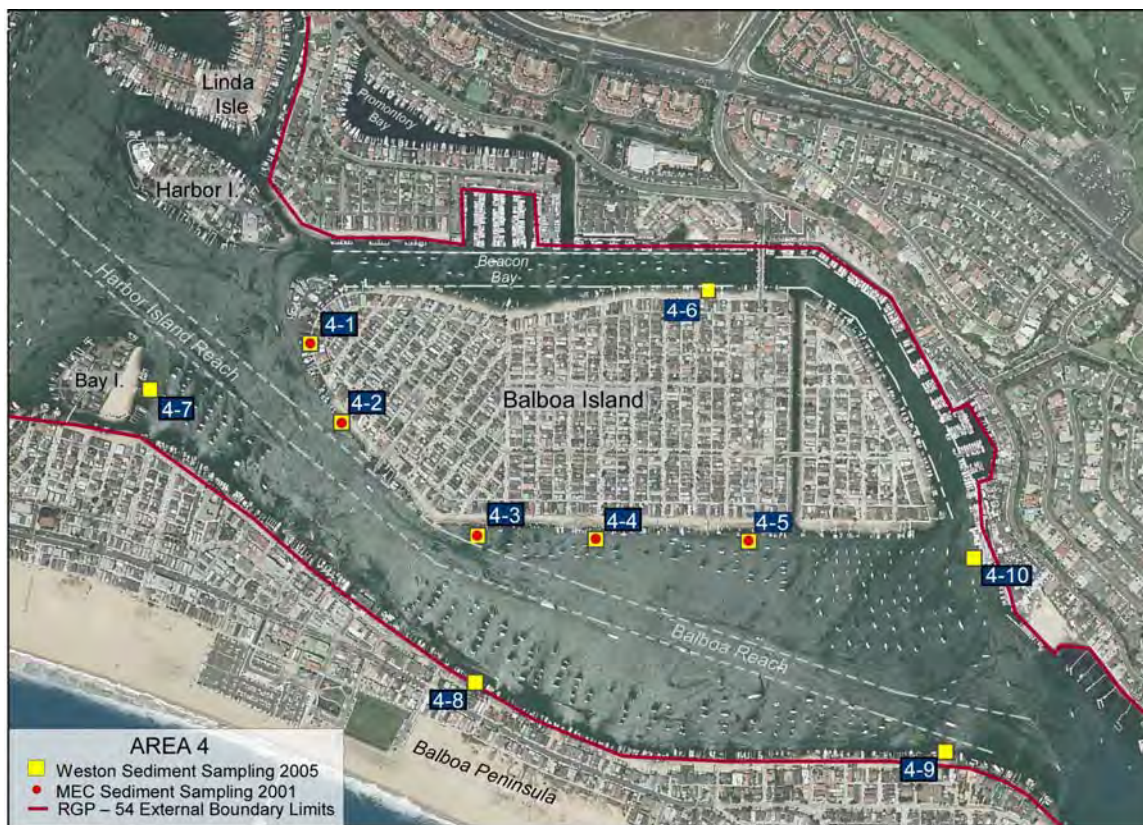 Linda
Isle
Promontory
Bay
Harbor I.
Beacon
Bay
Harbor Island Reach
4-6
4-1
Bay I.
4-7
4-2
Balboa Island
4-3
4-4
4-5
4-10
Balboa Reach
4-8
4-9
Balboa Peninsula
AREA 4
Weston Sediment Sampling 2005
MEC Sediment Sampling 2001
RGP – 54 External Boundary Limits